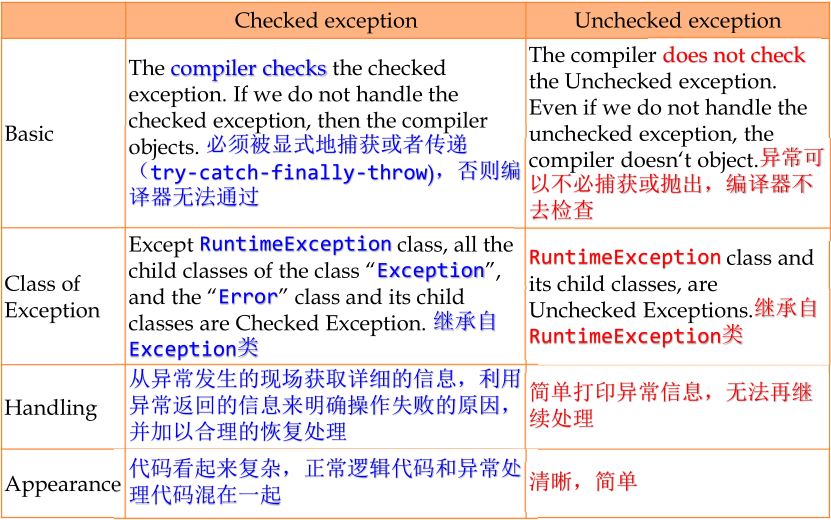 Checked exception
Unchecked exception
Basic
The compiler checks the checked
exception. If we do not handle the
checked exception, then the compiler
objects. 必须被显式地捕获或者传递
（try-catch-finally-throw)，否则编
译器无法通过
The compiler does not check
the Unchecked exception.
Even if we do not handle the
unchecked exception, the
compiler doesn‘t object.异常可
以不必捕获或抛出，编译器不
去检查
Class of
Exception
Except RuntimeException class, all the
child classes of the class “Exception”,
and the “Error” class and its child
classes are Checked Exception. 继承自
Exception类
RuntimeException class and
its child classes, are
Unchecked Exceptions.继承自
RuntimeException类
Handling
从异常发生的现场获取详细的信息，利用
异常返回的信息来明确操作失败的原因，
并加以合理的恢复处理
简单打印异常信息，无法再继
续处理
Appearance
代码看起来复杂，正常逻辑代码和异常处
理代码混在一起
清晰，简单